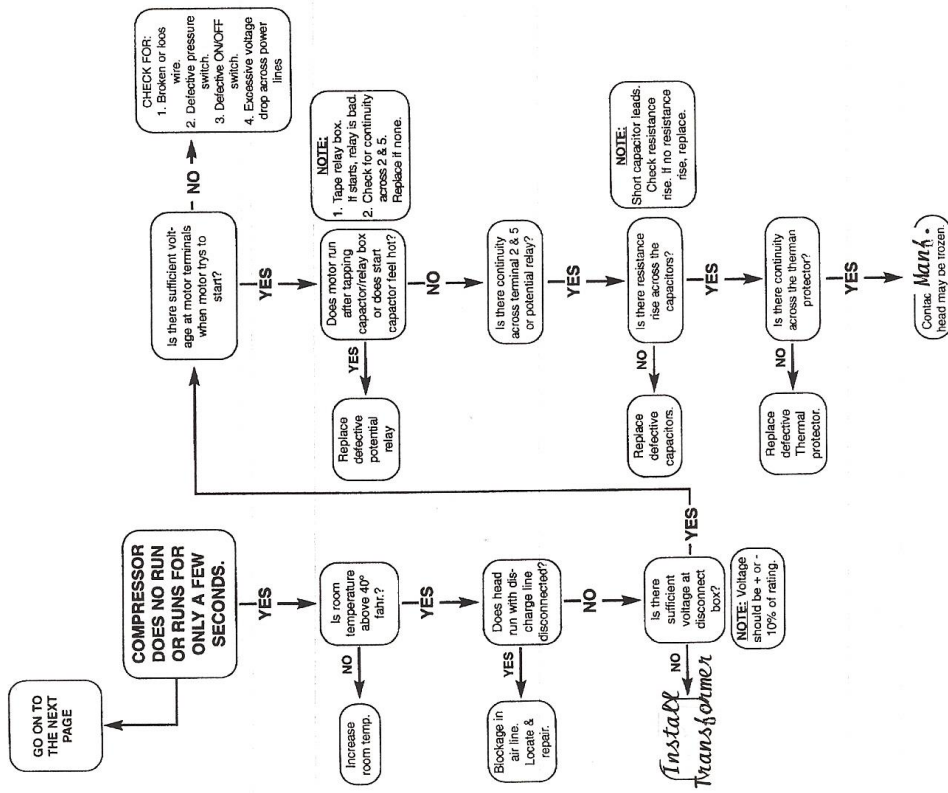 GO ON TO
THE NEXT
PAGE
COMPRESSOR
DOES NO RUN
OR RUNS FOR
ONLY A FEW
SECONDS.
YES
Is room
temperature
above 40°
fahr.?
NO
Increase
room temp.
YES
Does head
run with dis-
charge line
disconnected?
YES
Blockage in
air line.
Locate &
repair.
NO
Is there
sufficient
voltage at
disconnect
box?
NO
Install
Transformer
NOTE: Voltage
should be + or -
10% of rating.
YES
Is there sufficient volt-
age at motor terminals
when motor trys to
start?
NO
CHECK FOR:
1. Broken or loos
wire.
2. Defective pressure
switch.
3. Defective ON/OFF
switch.
4. Excessive voltage
drop across power
lines
YES
Does motor run
after tapping
capactor/relay box
or does start
capactor feel hot?
NOTE:
1. Tape relay box.
If starts, relay is bad.
2. Check for continuity
across 2 & 5.
Replace if none.
YES
Replace
defective
potential
relay
NO
Is there continuity
across terminal 2 & 5
or potential relay?
YES
Is there resistance
rise across the
capacitors?
NOTE:
Short capacitor leads.
Check resistance
rise. If no resistance
rise, replace.
NO
Replace
defective
capacitors.
YES
Is there continuity
across the therman
protector?
NO
Replace
defective
Thermal
protector.
YES
Contac Manf.
head may be frozen.